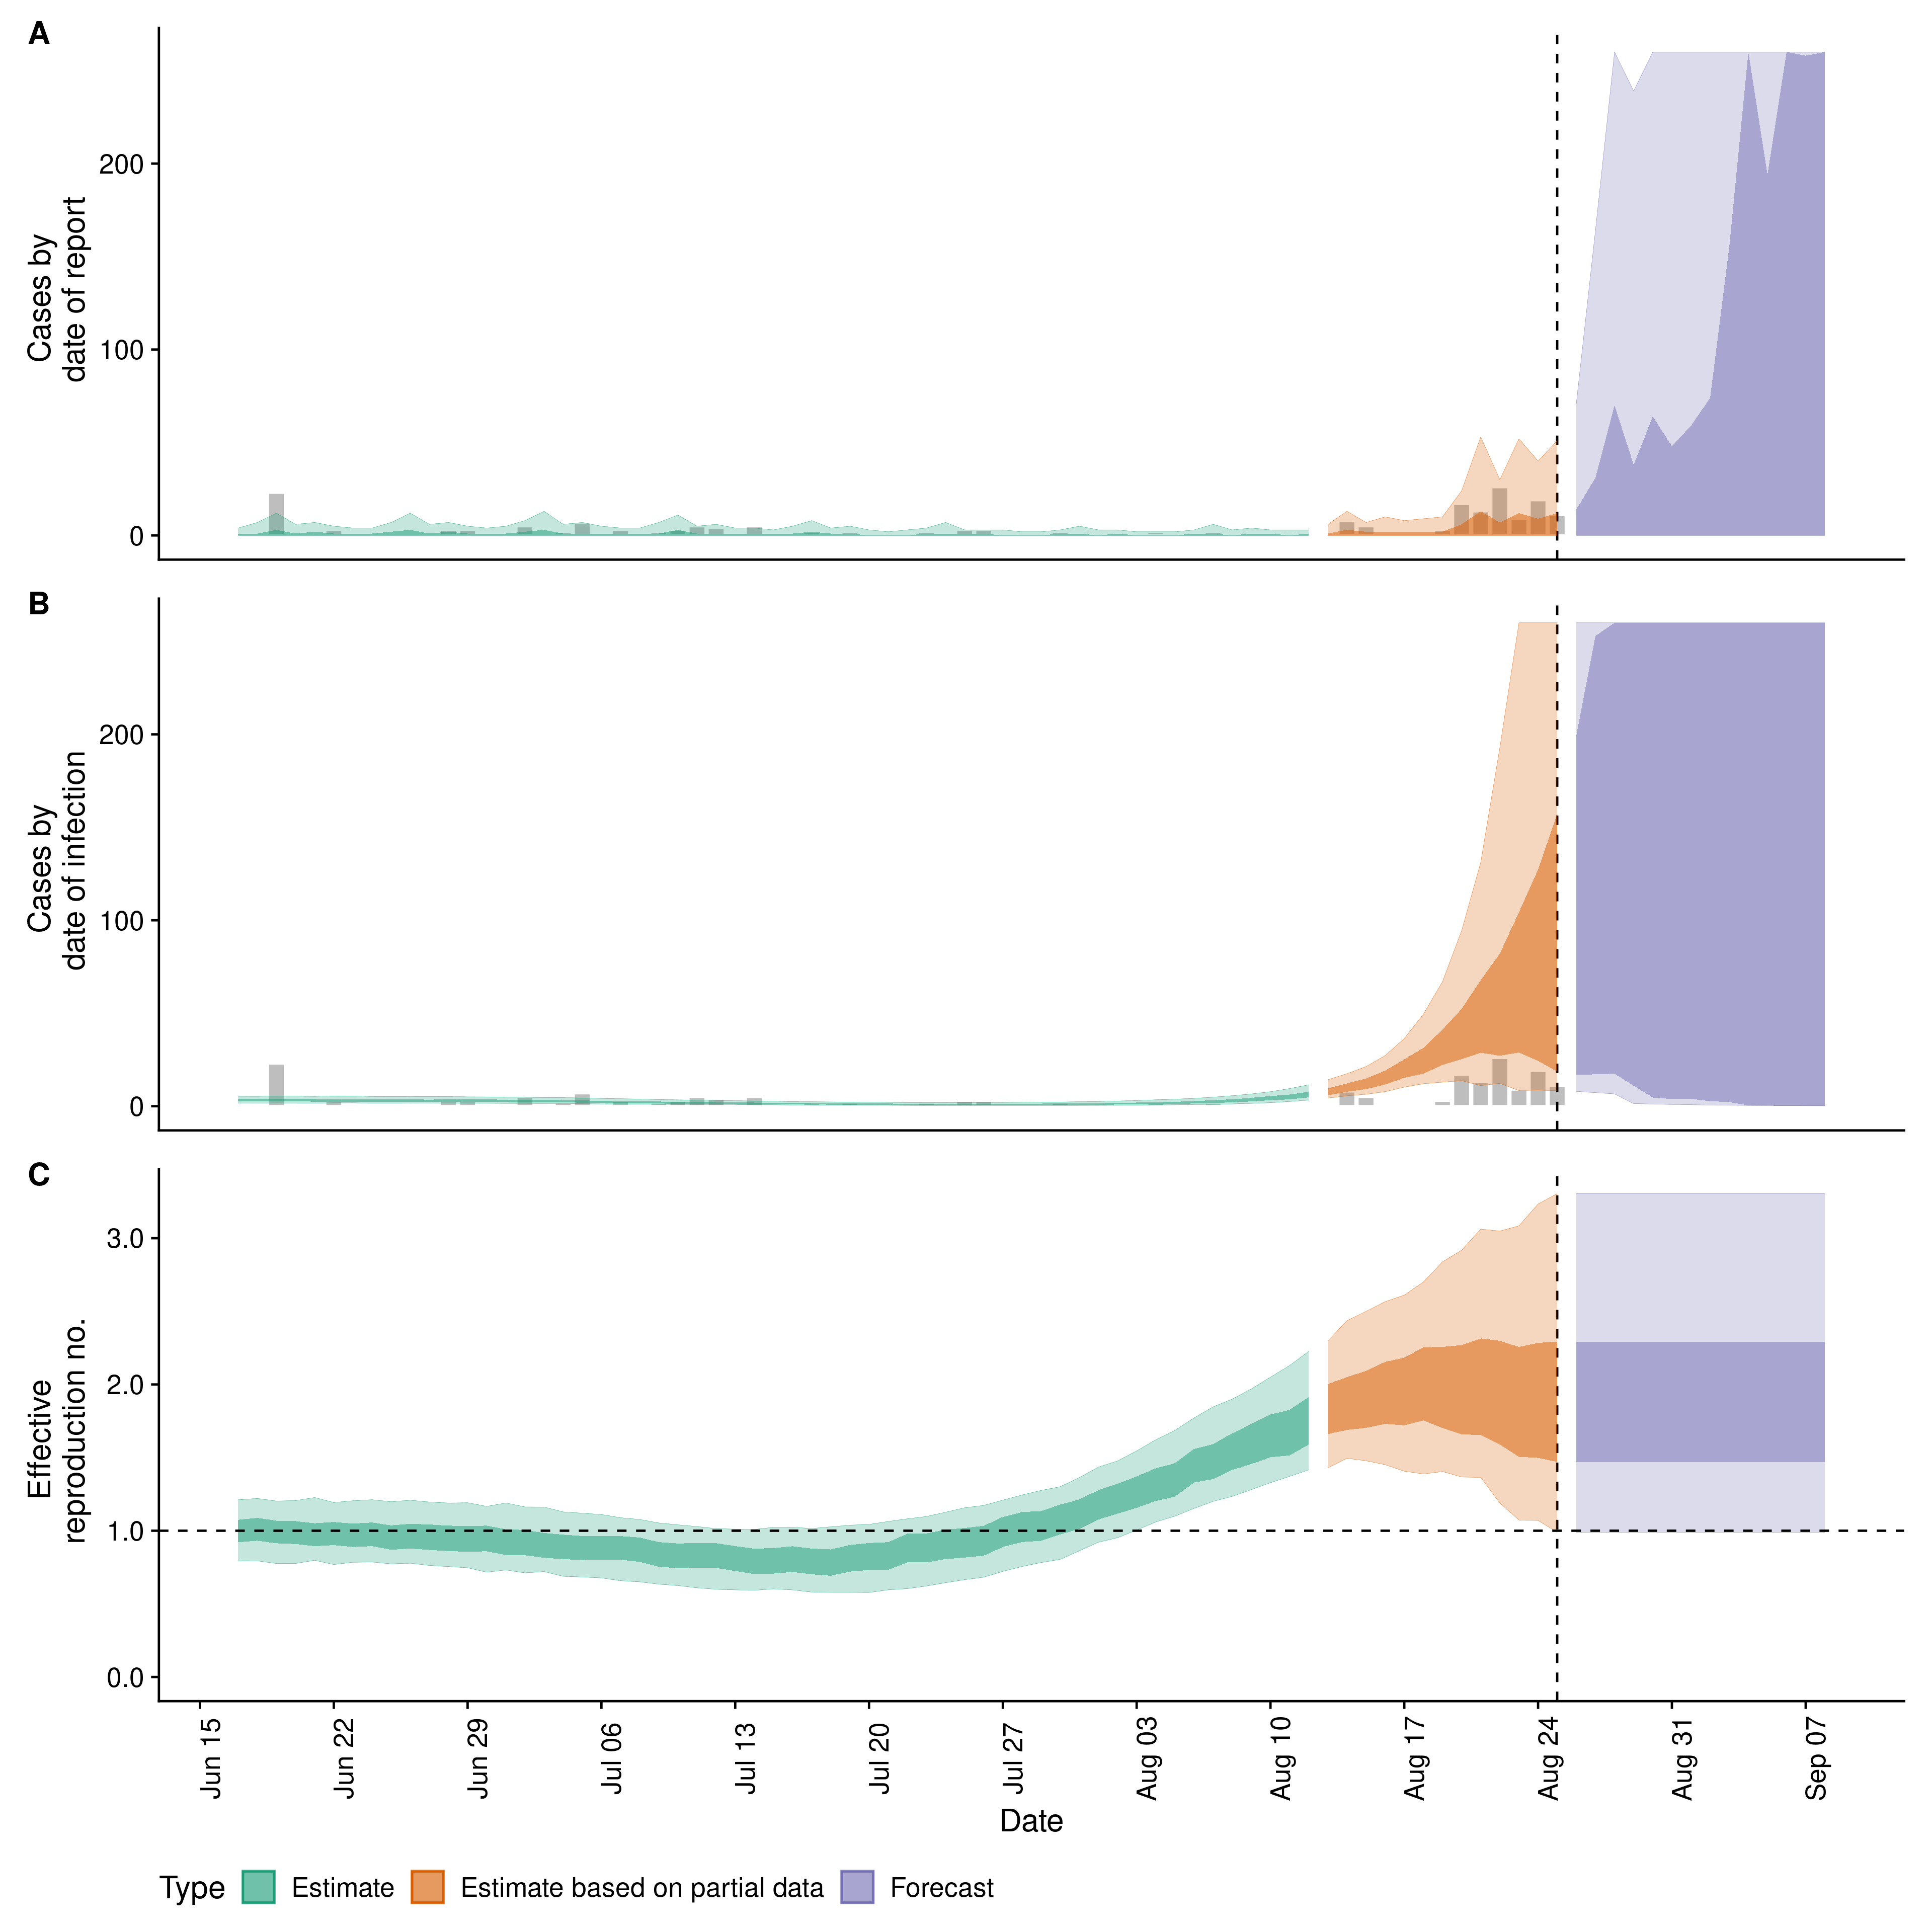 A
Cases by
date of report
200
100
0
B
Cases by
date of infection
200
100
0
C
Effective
reproduction no.
3.0
2.0
1.0
0.0
Jun 15
Jun 22
Jun 29
Jul 06
Jul 13
Jul 20
Jul 27
Aug 03
Aug 10
Aug 17
Aug 24
Aug 31
Sep 07
Date
Type Estimate Estimate based on partial data Forecast